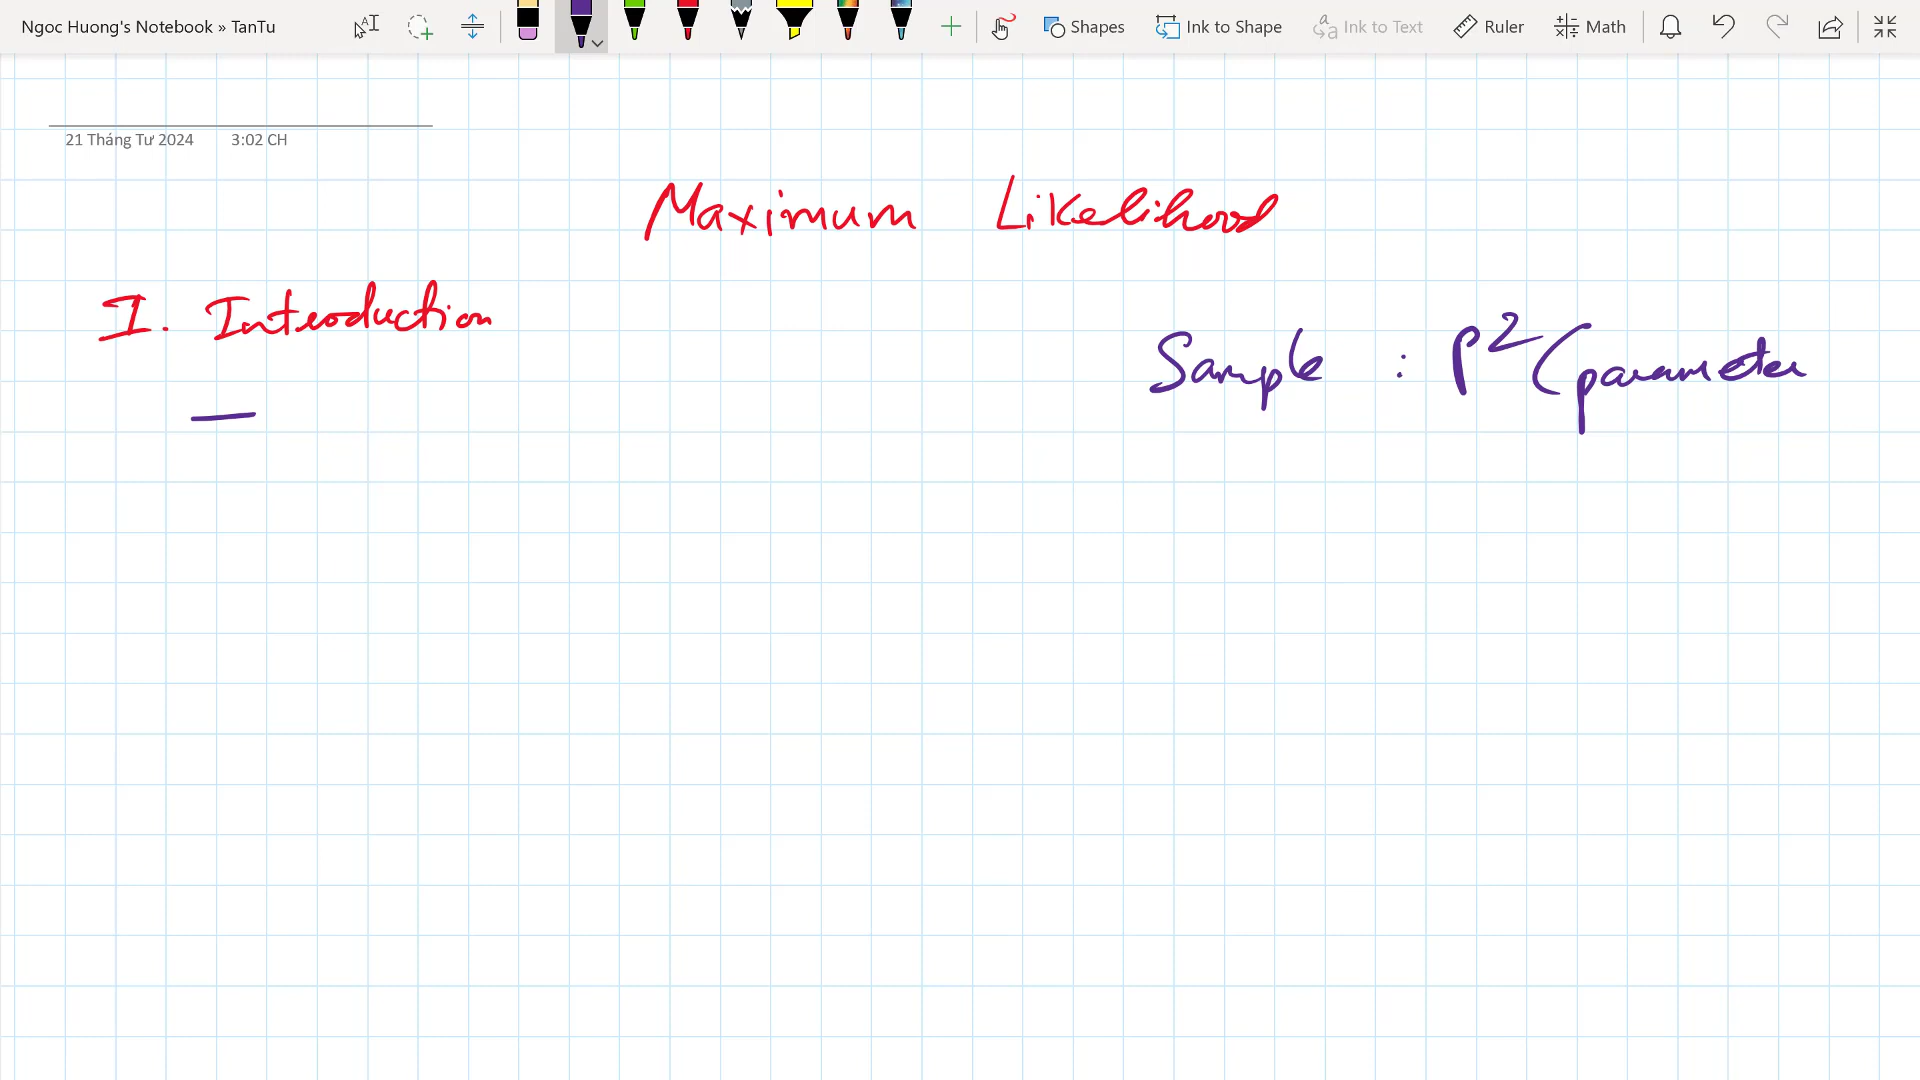 Ngoc Huong's Notebook » TanTu
Shapes
Ink to Shape
Ink to Text
Ruler
Math
21 Tháng Tư 2024 3:02 CH
Maximum Likelihood
I. Introduction
Sample : P² (parameter
—